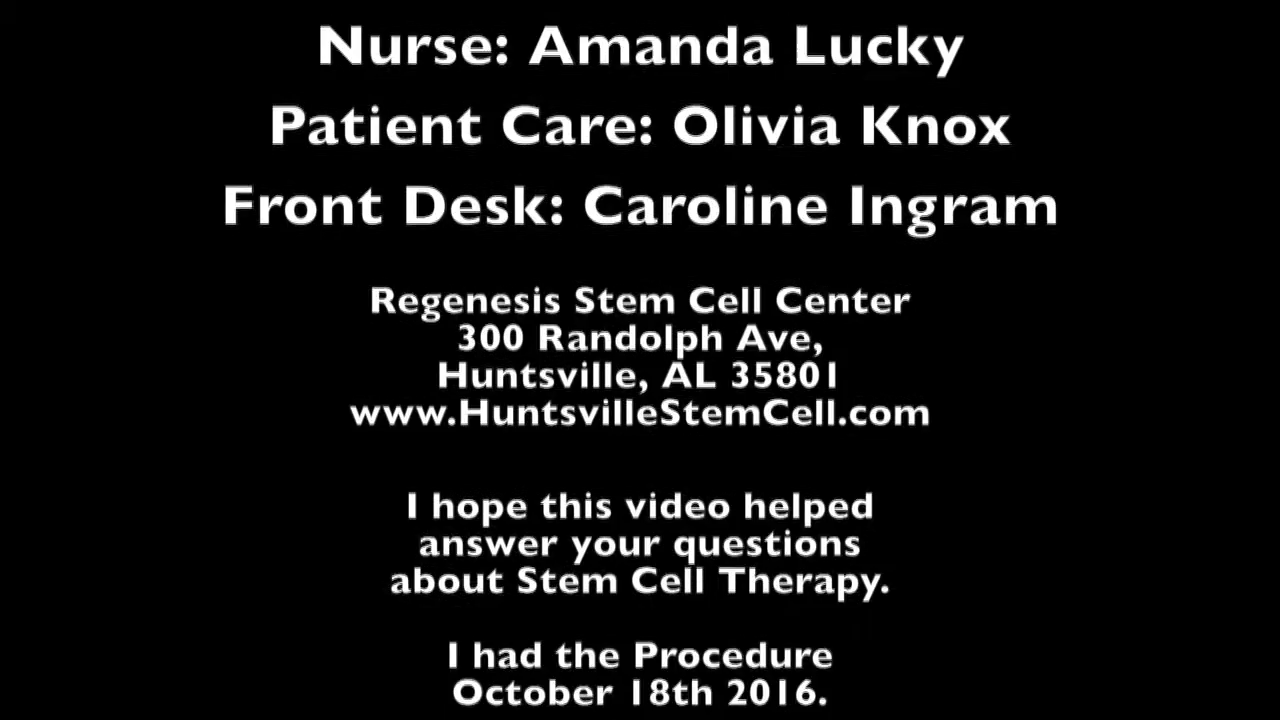 Nurse: Amanda Lucky
Patient Care: Olivia Knox
Front Desk: Caroline Ingram
Regenesis Stem Cell Center
300 Randolph Ave,
Huntsville, AL 35801
www.HuntsvilleStemCell.com
I hope this video helped
answer your questions
about Stem Cell Therapy.
I had the Procedure
October 18th 2016.